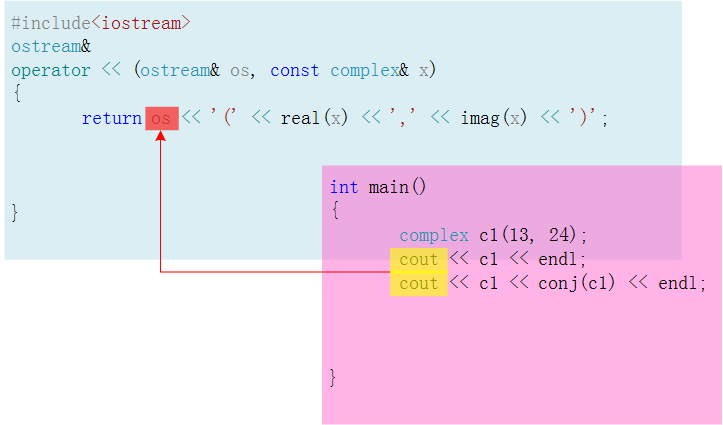 #include<iostream>
ostream&
operator << (ostream& os, const complex& x)
{
return os << '(' << real(x) << ',' << imag(x) << ')';
}
int main()
{
complex c1(13, 24);
cout << c1 << endl;
cout << c1 << conj(c1) << endl;
}